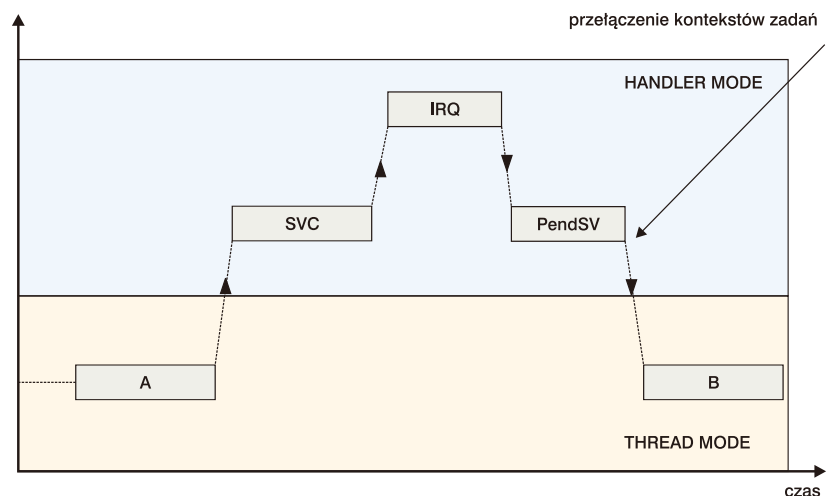 przełączenie kontekstów zadań
HANDLER MODE
IRQ
SVC
PendSV
A
B
THREAD MODE
czas